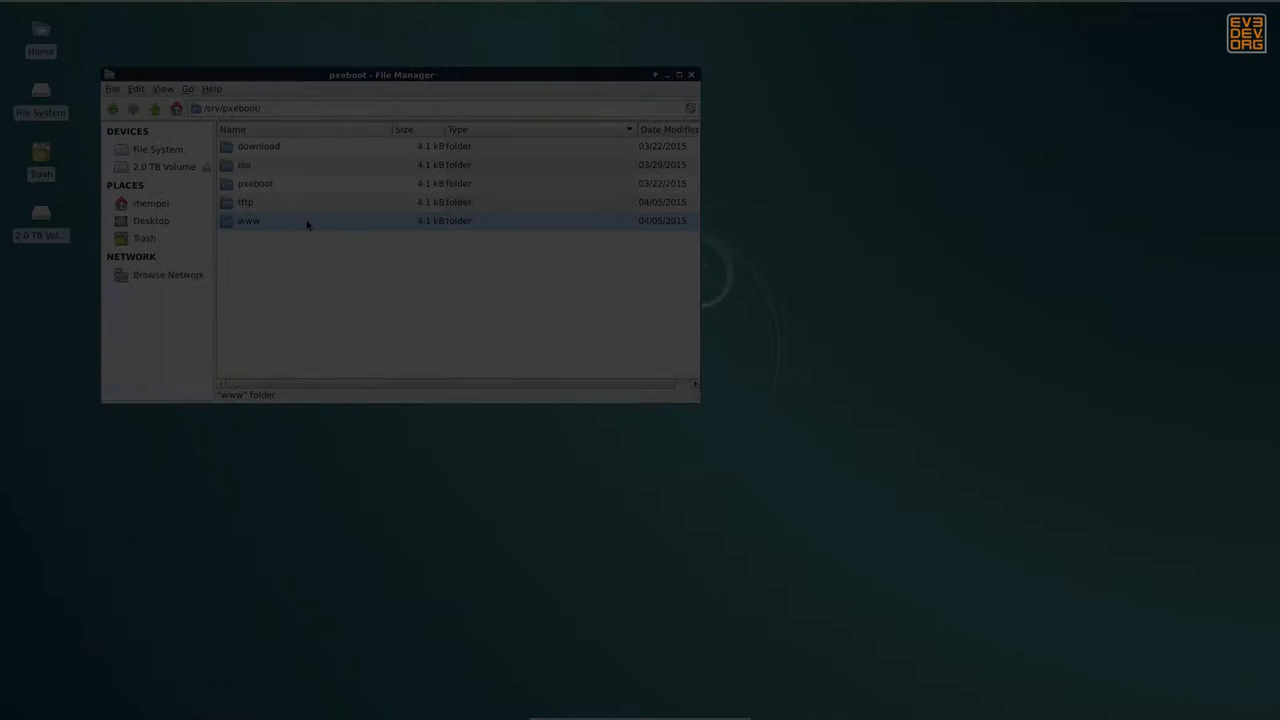 EV3
DEV.
ORG
Home
File System
Trash
2.0 TB Vol...
pxeboot - File Manager
File Edit View Go Help
/srv/pxeboot/
DEVICES
File System
2.0 TB Volume
PLACES
rhempel
Desktop
Trash
NETWORK
Browse Network
Name Size Type Date Modified
download 4.1 kB folder 03/22/2015
iso 4.1 kB folder 03/29/2015
pxeboot 4.1 kB folder 03/22/2015
tftp 4.1 kB folder 04/05/2015
www 4.1 kB folder 04/05/2015
"www" folder